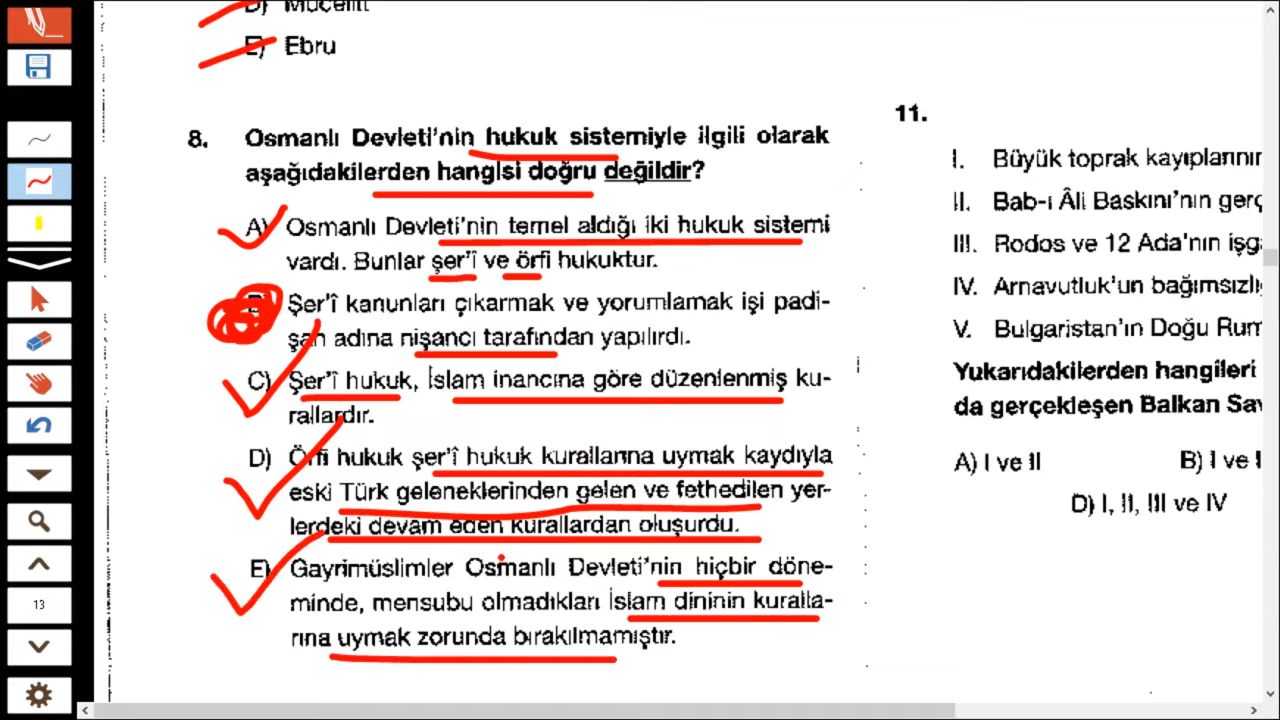 D) Mücellit
E) Ebru
8. Osmanlı Devleti'nin hukuk sistemiyle ilgili olarak
aşağıdakilerden hangisi doğru değildir?
A) Osmanlı Devleti'nin temel aldığı iki hukuk sistemi
vardı. Bunlar şer'î ve örfi hukuktur.
Şer'î kanunları çıkarmak ve yorumlamak işi padi-
şah adına nişancı tarafından yapılırdı.
C) Şer'î hukuk, İslam inancına göre düzenlenmiş ku-
rallardır.
D) Örfi hukuk şer'î hukuk kurallarına uymak kaydıyla
eski Türk geleneklerinden gelen ve fethedilen yer-
lerdeki devam eden kurallardan oluşurdu.
E) Gayrimüslimler Osmanlı Devleti'nin hiçbir döne-
minde, mensubu olmadıkları İslam dininin kuralla-
rına uymak zorunda bırakılmamıştır.
11.
I. Büyük toprak kayıplarının
II. Bab-ı Âli Baskını'nın gerç
III. Rodos ve 12 Ada'nın işga
IV. Arnavutluk'un bağımsızlı
V. Bulgaristan'ın Doğu Rum
Yukarıdakilerden hangileri
da gerçekleşen Balkan Sav
A) I ve II B) I ve I
D) I, II, III ve IV
13